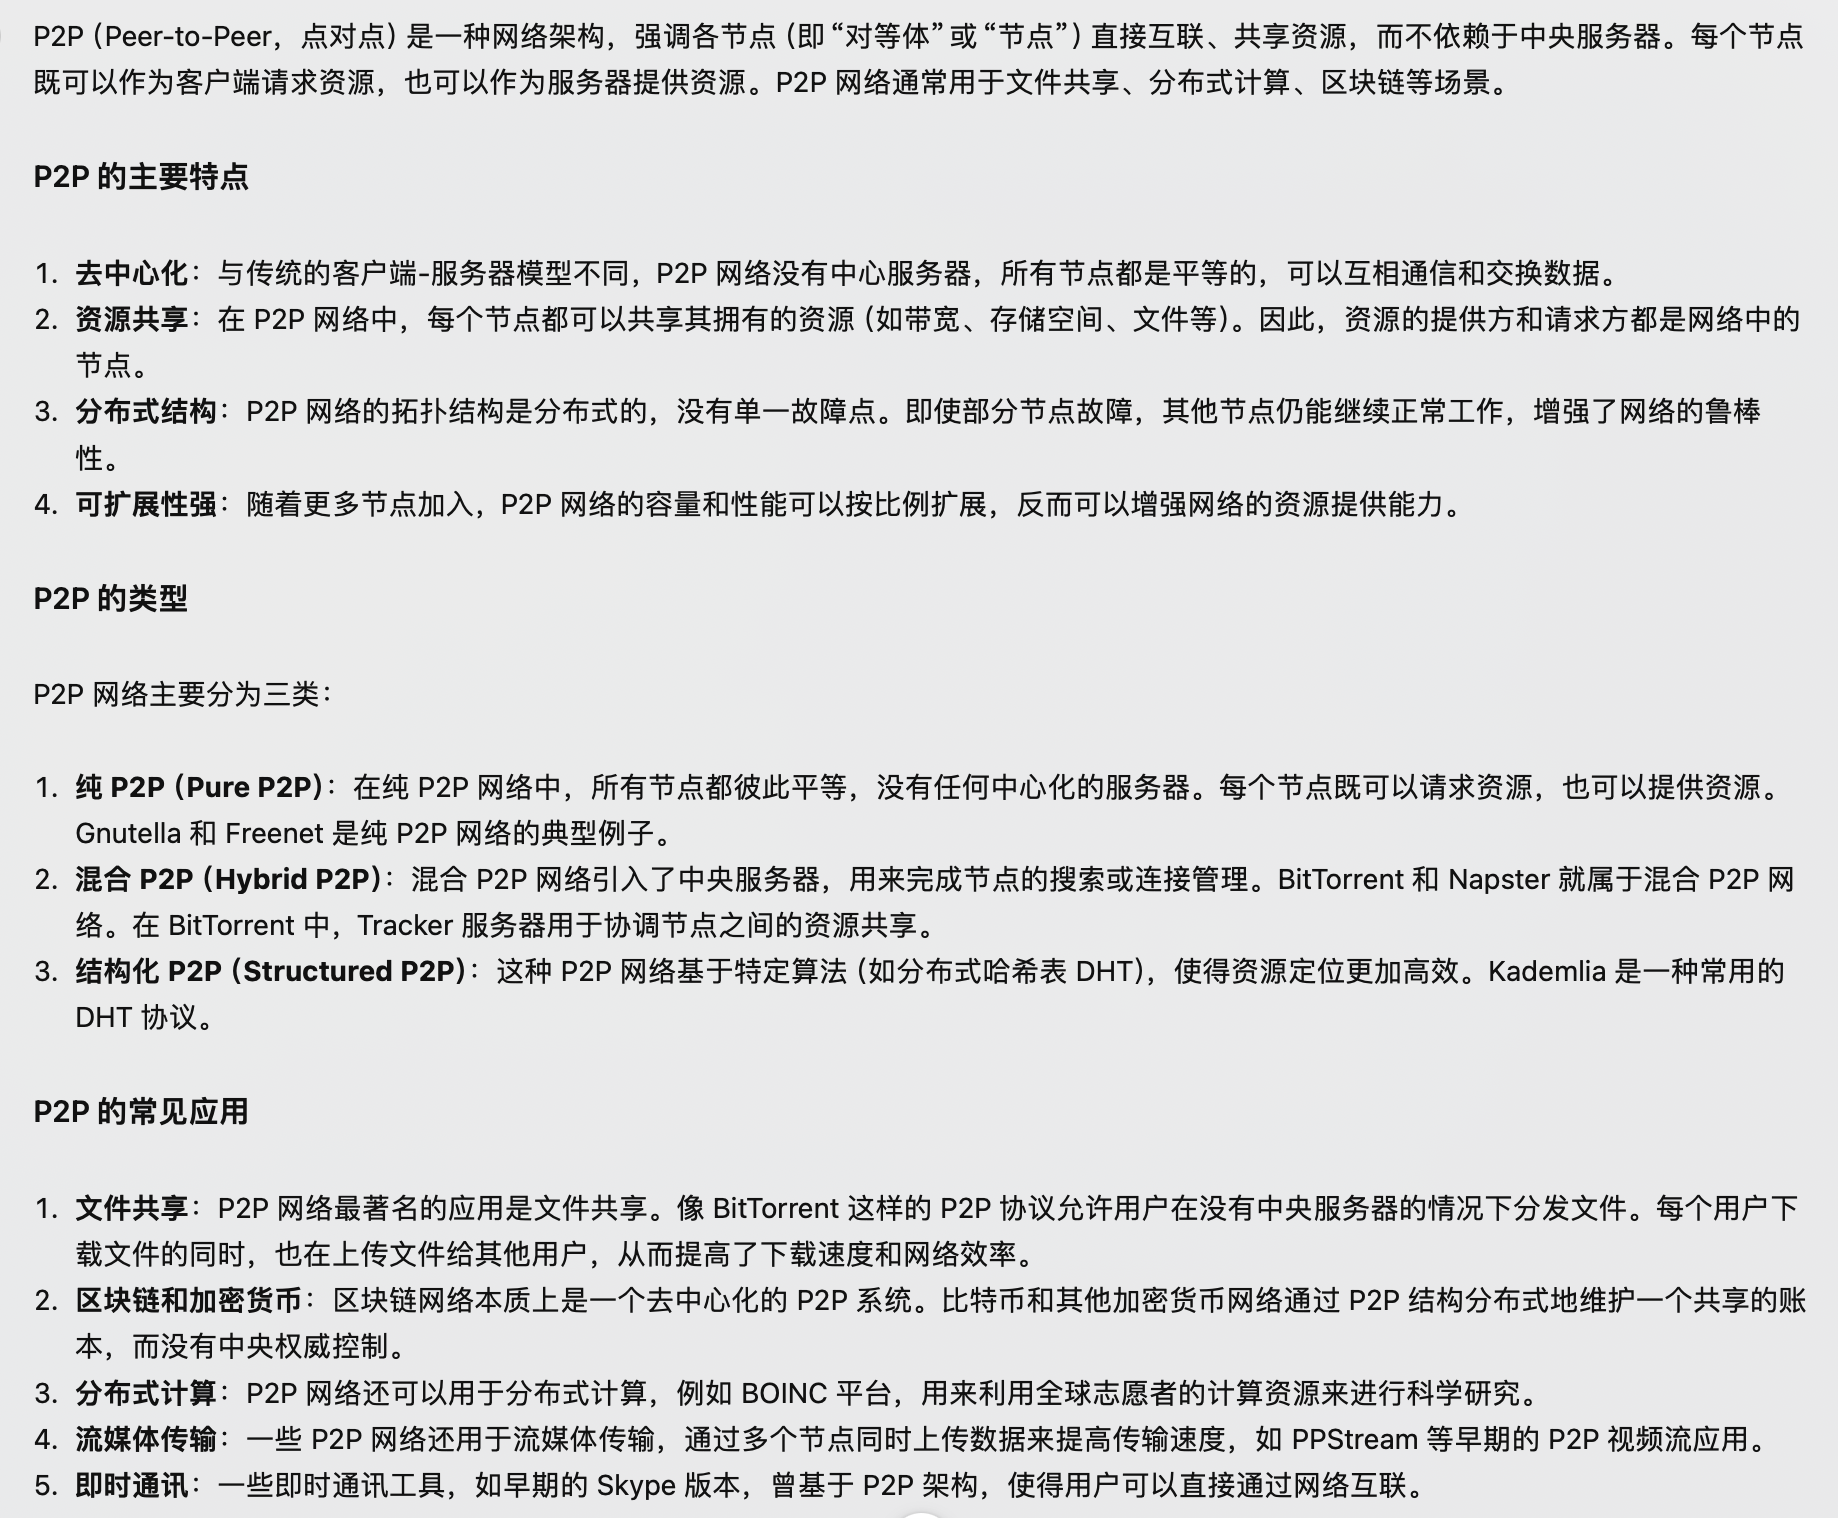 P2P（Peer-to-Peer，点对点）是一种网络架构，强调各节点（即“对等体”或“节点”）直接互联、共享资源，而不依赖于中央服务器。每个节点
既可以作为客户端请求资源，也可以作为服务器提供资源。P2P 网络通常用于文件共享、分布式计算、区块链等场景。
P2P 的主要特点
1. 去中心化：与传统的客户端-服务器模型不同，P2P 网络没有中心服务器，所有节点都是平等的，可以互相通信和交换数据。
2. 资源共享：在 P2P 网络中，每个节点都可以共享其拥有的资源（如带宽、存储空间、文件等）。因此，资源的提供方和请求方都是网络中的
节点。
3. 分布式结构：P2P 网络的拓扑结构是分布式的，没有单一故障点。即使部分节点故障，其他节点仍能继续正常工作，增强了网络的鲁棒
性。
4. 可扩展性强：随着更多节点加入，P2P 网络的容量和性能可以按比例扩展，反而可以增强网络的资源提供能力。
P2P 的类型
P2P 网络主要分为三类：
1. 纯 P2P（Pure P2P）：在纯 P2P 网络中，所有节点都彼此平等，没有任何中心化的服务器。每个节点既可以请求资源，也可以提供资源。
Gnutella 和 Freenet 是纯 P2P 网络的典型例子。
2. 混合 P2P（Hybrid P2P）：混合 P2P 网络引入了中央服务器，用来完成节点的搜索或连接管理。BitTorrent 和 Napster 就属于混合 P2P 网
络。在 BitTorrent 中，Tracker 服务器用于协调节点之间的资源共享。
3. 结构化 P2P（Structured P2P）：这种 P2P 网络基于特定算法（如分布式哈希表 DHT），使得资源定位更加高效。Kademlia 是一种常用的
DHT 协议。
P2P 的常见应用
1. 文件共享：P2P 网络最著名的应用是文件共享。像 BitTorrent 这样的 P2P 协议允许用户在没有中央服务器的情况下分发文件。每个用户下
载文件的同时，也在上传文件给其他用户，从而提高了下载速度和网络效率。
2. 区块链和加密货币：区块链网络本质上是一个去中心化的 P2P 系统。比特币和其他加密货币网络通过 P2P 结构分布式地维护一个共享的账
本，而没有中央权威控制。
3. 分布式计算：P2P 网络还可以用于分布式计算，例如 BOINC 平台，用来利用全球志愿者的计算资源来进行科学研究。
4. 流媒体传输：一些 P2P 网络还用于流媒体传输，通过多个节点同时上传数据来提高传输速度，如 PPStream 等早期的 P2P 视频流应用。
5. 即时通讯：一些即时通讯工具，如早期的 Skype 版本，曾基于 P2P 架构，使得用户可以直接通过网络互联。